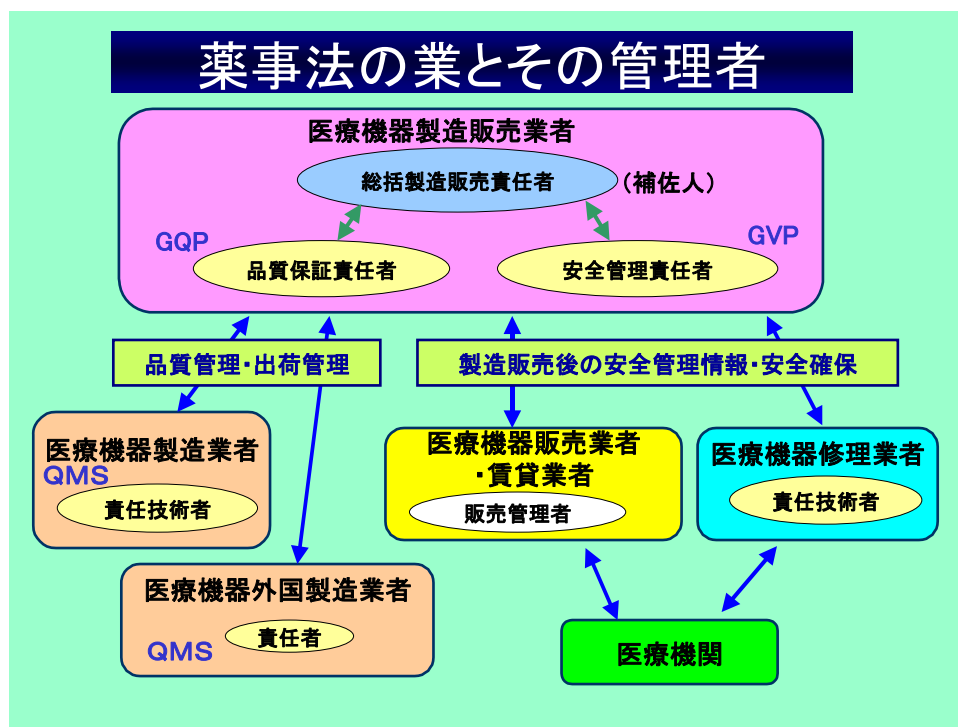 薬事法の業とその管理者
医療機器製造販売業者
総括製造販売責任者
(補佐人)
GQP
GVP
品質保証責任者
安全管理責任者
品質管理・出荷管理
製造販売後の安全管理情報・安全確保
医療機器製造業者
QMS
責任技術者
医療機器販売業者
・賃貸業者
販売管理者
医療機器修理業者
責任技術者
医療機器外国製造業者
責任者
QMS
医療機関